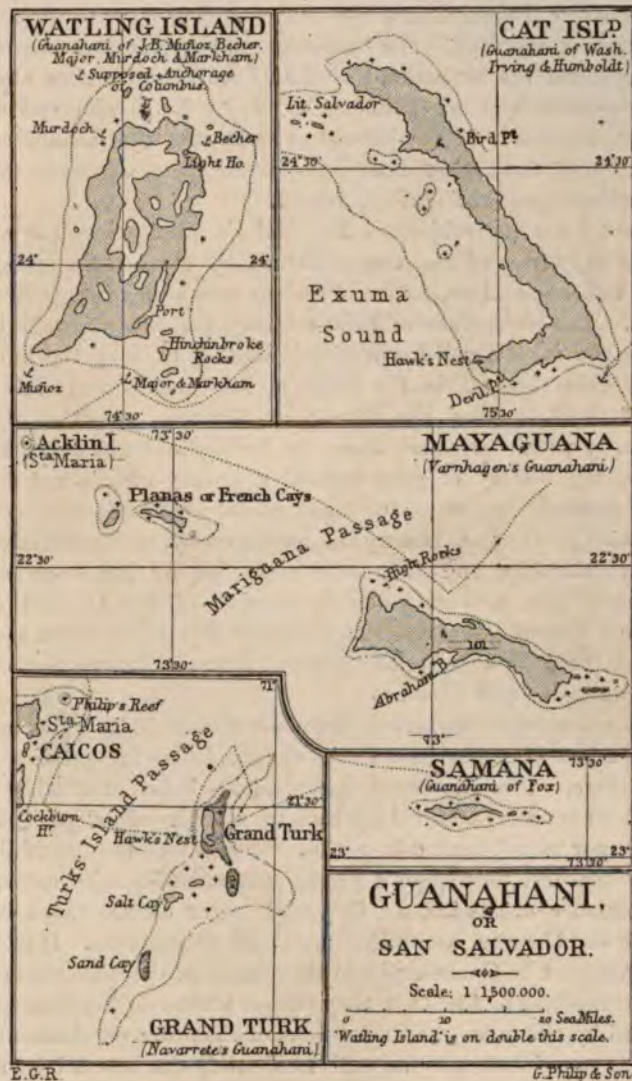 WATLING ISLAND
(Guanahani of J.B. Muñoz, Becher,
Major, Murdoch & Markham)
Supposed Anchorage
of Columbus.
Murdoch
Becher
Light Ho.
24°
Port
Hinchinbroke
Rocks
Muñoz
Major & Markham
74°30'
CAT ISLD.
(Guanahani of Wash.
Irving & Humboldt)
Lit. Salvador
Bird Pt.
24°30'
24°30'
Exuma
Sound
Hawk's Nest
Devil Pt.
75°30'
Acklin I.
(Sta Maria)
73°30'
MAYAGUANA
(Varnhagen's Guanahani)
Planas or French Cays
Mariguana Passage
22°30'
22°30'
High Rocks
Abraham B.
101
73°30'
73°
71°
Philip's Reef
Sta Maria
CAICOS
Turks Island Passage
21°30'
Cockburn
Hr.
Hawk's Nest
Grand Turk
Salt Cay
Sand Cay
GRAND TURK
(Navarrete's Guanahani)
SAMANA
(Guanahani of Fox)
73°30'
23°
23°
73°30'
GUANAHANI,
OR
SAN SALVADOR.
Scale: 1:1,500.000.
0 10 20 Sea Miles.
'Watling Island' is on double this scale.
E.G.R.
G. Philip & Son